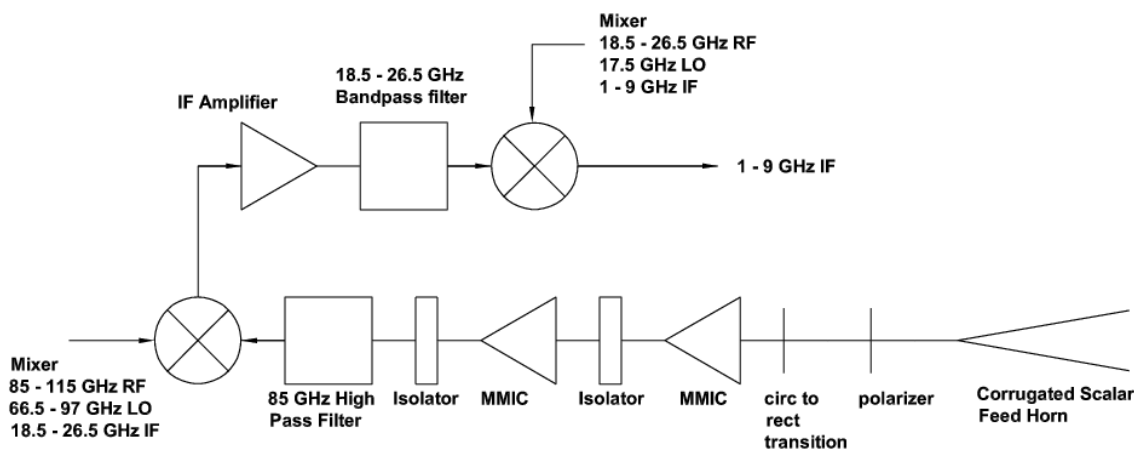 Mixer
18.5 - 26.5 GHz RF
17.5 GHz LO
1 - 9 GHz IF
18.5 - 26.5 GHz
Bandpass filter
IF Amplifier
1 - 9 GHz IF
Mixer
85 - 115 GHz RF
66.5 - 97 GHz LO
18.5 - 26.5 GHz IF
85 GHz High
Pass Filter
Isolator
MMIC
Isolator
MMIC
circ to
rect
transition
polarizer
Corrugated Scalar
Feed Horn